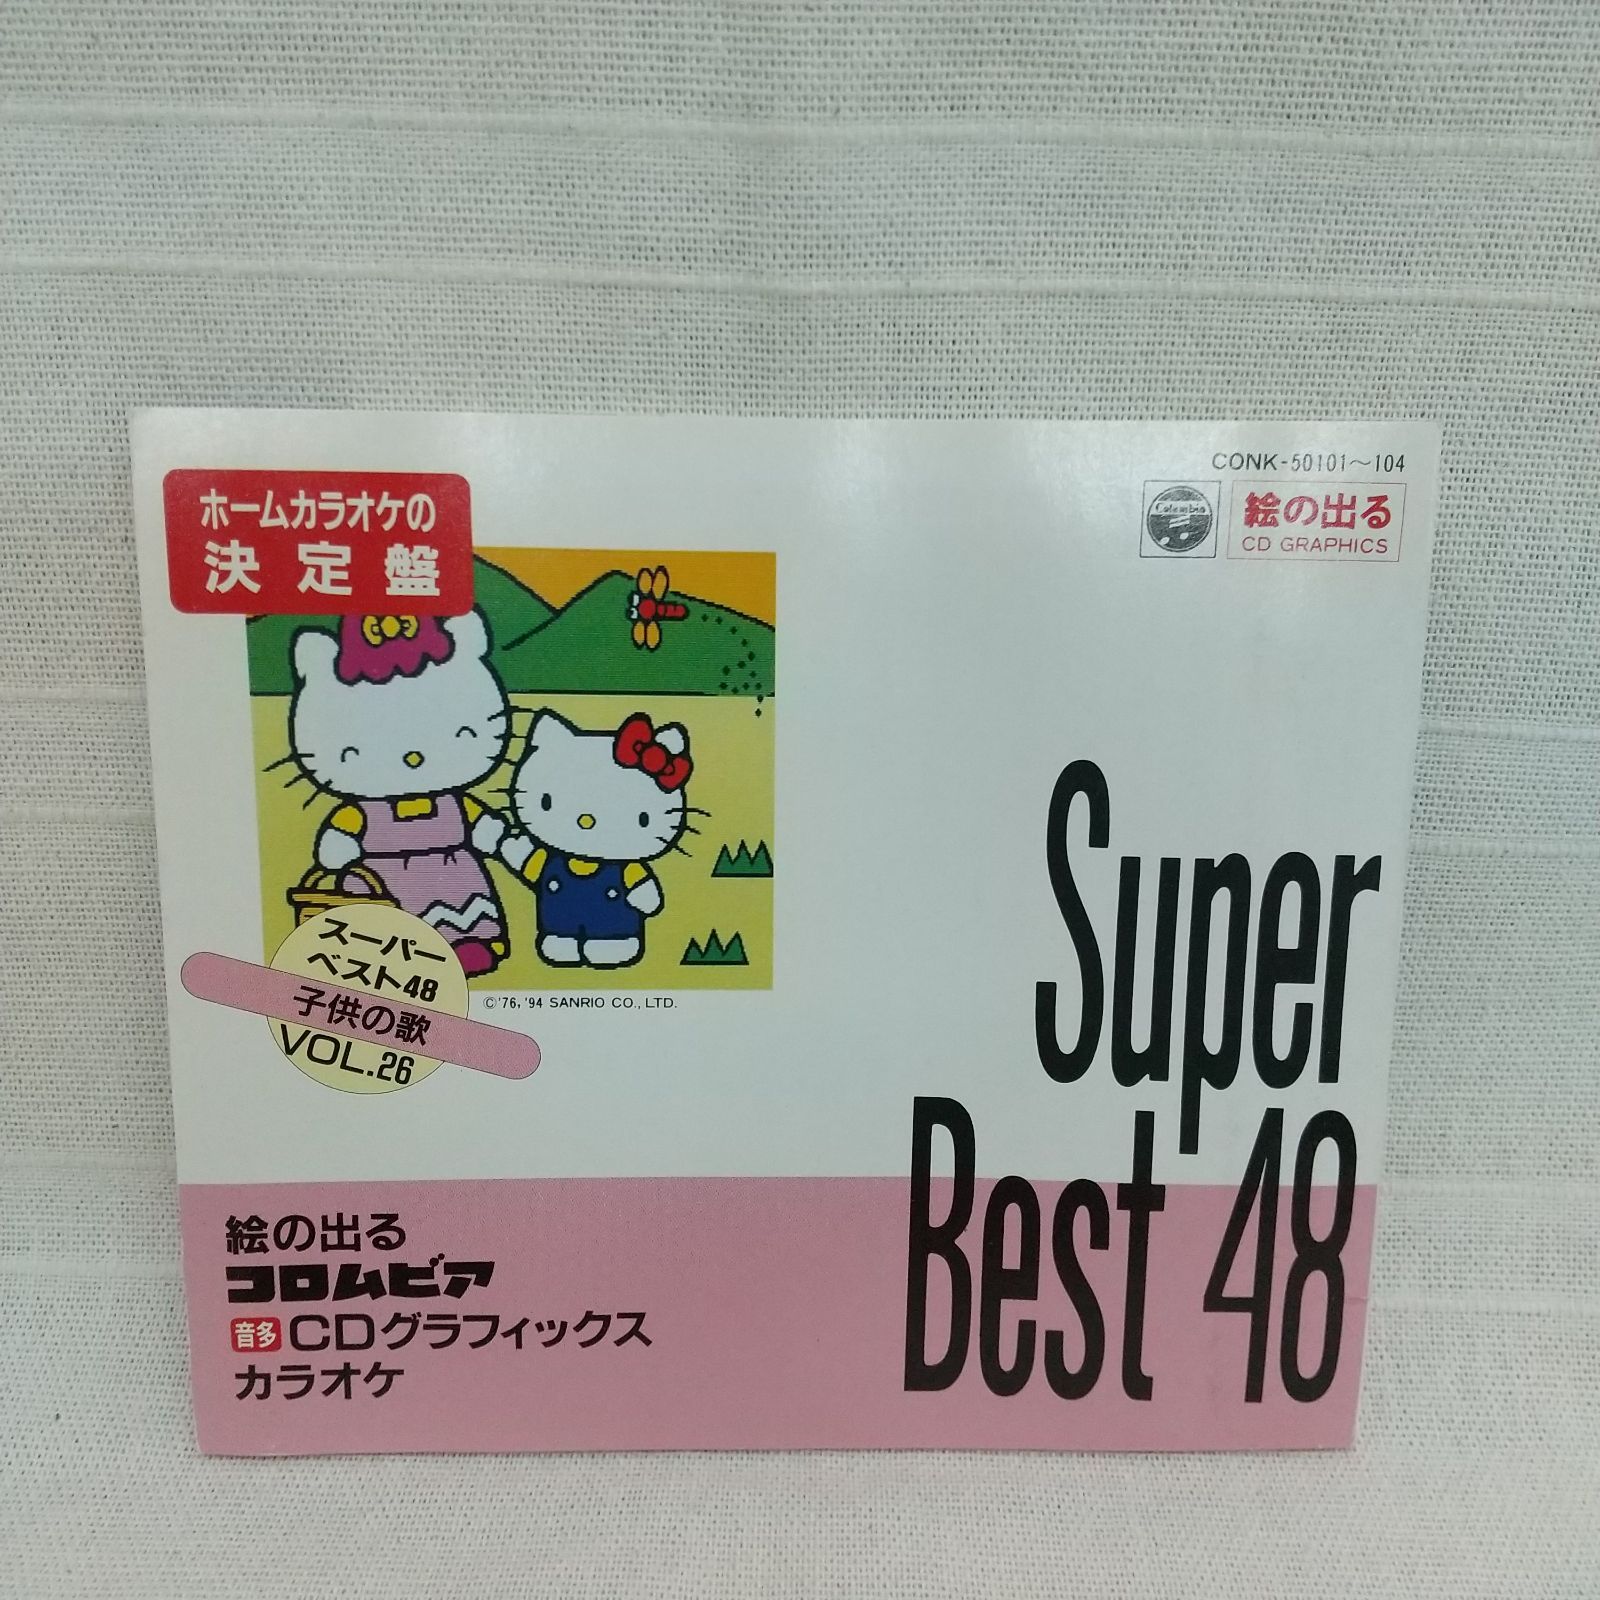 CONK-50101～104
ホームカラオケの
決定盤
Columbia
絵の出る
CD GRAPHICS
スーパー
ベスト48
子供の歌
VOL.26
©'76,'94 SANRIO CO., LTD.
Super
Best 48
絵の出る
コロムビア
音多 CDグラフィックス
カラオケ